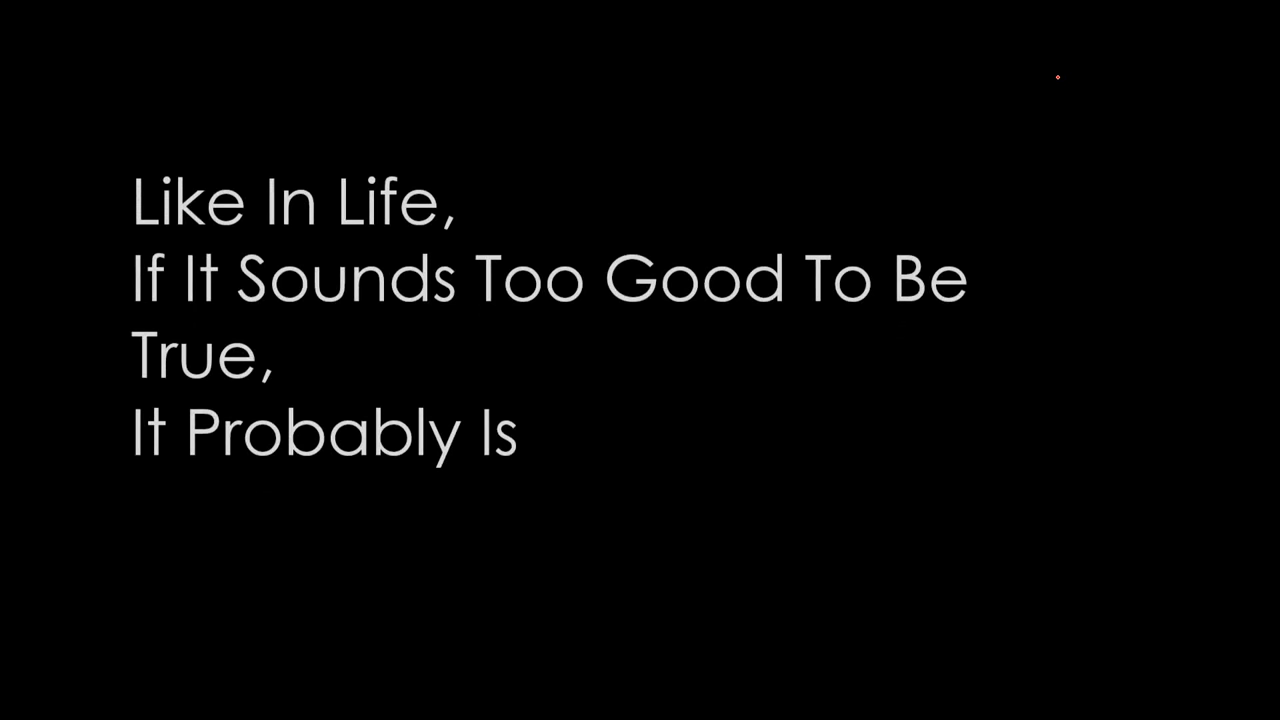 Like In Life,
If It Sounds Too Good To Be
True,
It Probably Is